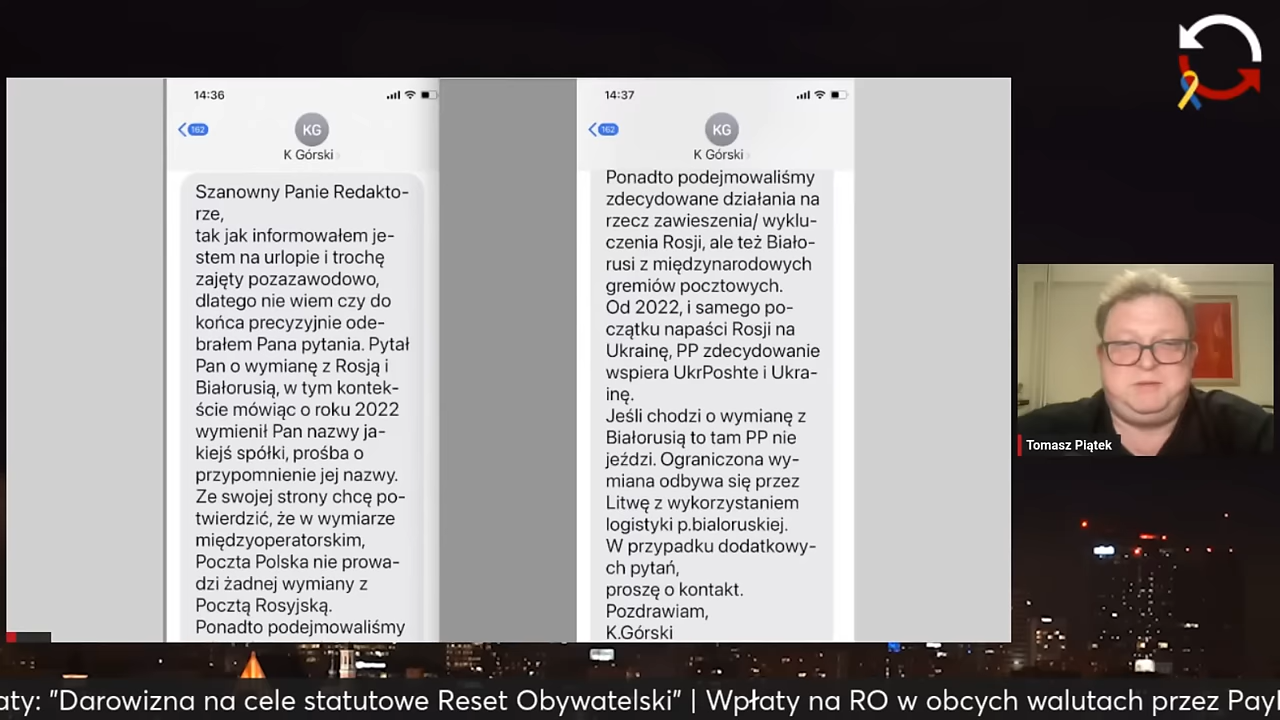 14:36
162
KG
K Górski
Szanowny Panie Redakto-
rze,
tak jak informowałem je-
stem na urlopie i trochę
zajęty pozazawodowo,
dlatego nie wiem czy do
końca precyzyjnie ode-
brałem Pana pytania. Pytał
Pan o wymianę z Rosją i
Białorusią, w tym kontek-
ście mówiąc o roku 2022
wymienił Pan nazwy ja-
kiejś spółki, prośba o
przypomnienie jej nazwy.
Ze swojej strony chcę po-
twierdzić, że w wymiarze
międzyoperatorskim,
Poczta Polska nie prowa-
dzi żadnej wymiany z
Pocztą Rosyjską.
Ponadto podejmowaliśmy
14:37
162
KG
K Górski
Ponadto podejmowaliśmy
zdecydowane działania na
rzecz zawieszenia/ wyklu-
czenia Rosji, ale też Biało-
rusi z międzynarodowych
gremiów pocztowych.
Od 2022, i samego po-
czątku napaści Rosji na
Ukrainę, PP zdecydowanie
wspiera UkrPoshte i Ukra-
inę.
Jeśli chodzi o wymianę z
Białorusią to tam PP nie
jeździ. Ograniczona wy-
miana odbywa się przez
Litwę z wykorzystaniem
logistyki p.bialoruskiej.
W przypadku dodatkowy-
ch pytań,
proszę o kontakt.
Pozdrawiam,
K.Górski
Tomasz Piątek
aty: "Darowizna na cele statutowe Reset Obywatelski" | Wpłaty na RO w obcych walutach przez Payl